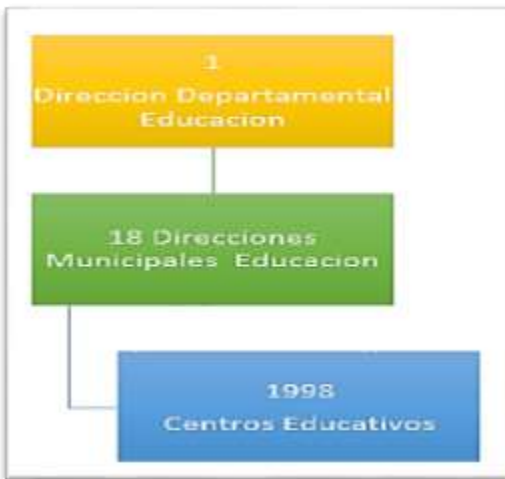 1
Direccion Departamental
Educacion
18 Direcciones
Municipales Educacion
1998
Centros Educativos